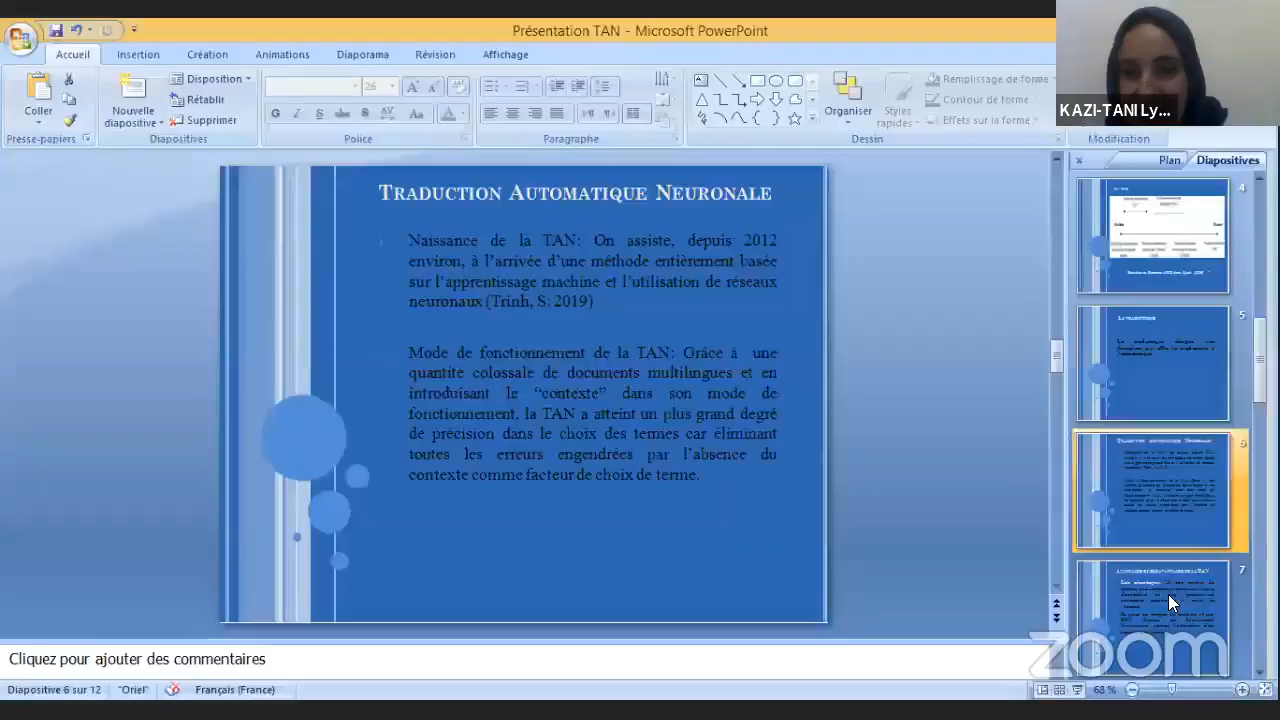 Présentation TAN - Microsoft PowerPoint
Accueil Insertion Création Animations Diaporama Révision Affichage
Coller
Nouvelle diapositive
Disposition
Rétablir
Supprimer
26
G I S S AV Aa A
Organiser
Styles rapides
Remplissage de forme
Contour de forme
Effets sur la forme
Presse-papiers Diapositives Police Paragraphe Dessin Modification
KAZI-TANI Ly...
TRADUCTION AUTOMATIQUE NEURONALE
Naissance de la TAN: On assiste, depuis 2012
environ, à l’arrivée d’une méthode entièrement basée
sur l’apprentissage machine et l’utilisation de réseaux
neuronaux (Trinh, S: 2019)
Mode de fonctionnement de la TAN: Grâce à une
quantité colossale de documents multilingues et en
introduisant le “contexte” dans son mode de
fonctionnement, la TAN a atteint un plus grand degré
de précision dans le choix des termes car éliminant
toutes les erreurs engendrées par l’absence du
contexte comme facteur de choix de terme.
Plan Diapositives
4
5
6
TRADUCTION AUTOMATIQUE NEURONALE
7
Cliquez pour ajouter des commentaires
zoom
Diapositive 6 sur 12 "Oriel" Français (France) 68 %